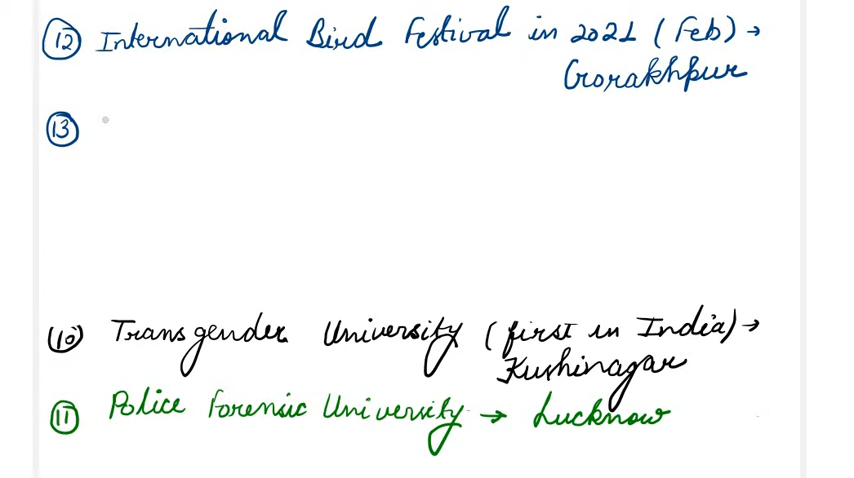 (12) International Bird Festival in 2021 (Feb) →
Gorakhpur
(13)
(10) Transgender University (first in India) →
Kushinagar
(11) Police Forensic University → Lucknow